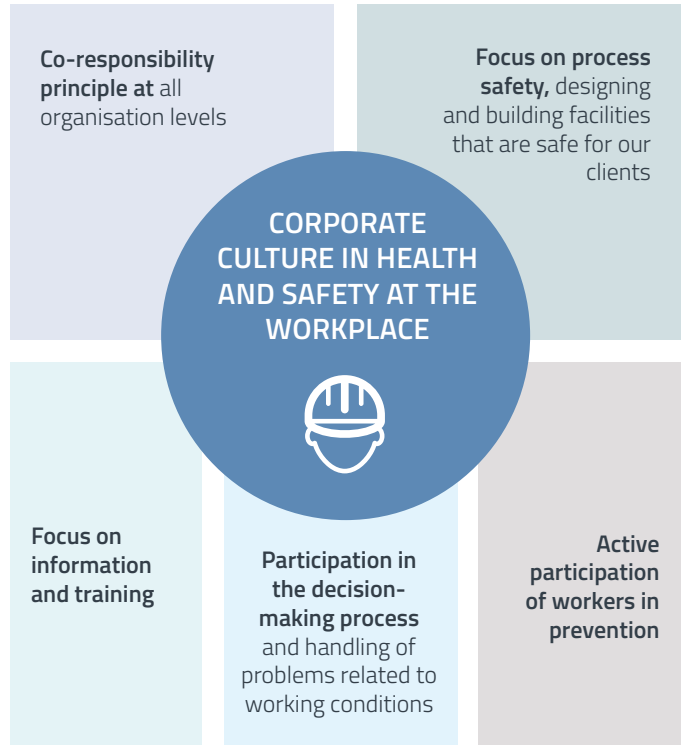 Co-responsibility
principle at all
organisation levels
Focus on process
safety, designing
and building facilities
that are safe for our
clients
CORPORATE
CULTURE IN HEALTH
AND SAFETY AT THE
WORKPLACE
Focus on
information
and training
Participation in
the decision-
making process
and handling of
problems related to
working conditions
Active
participation
of workers in
prevention